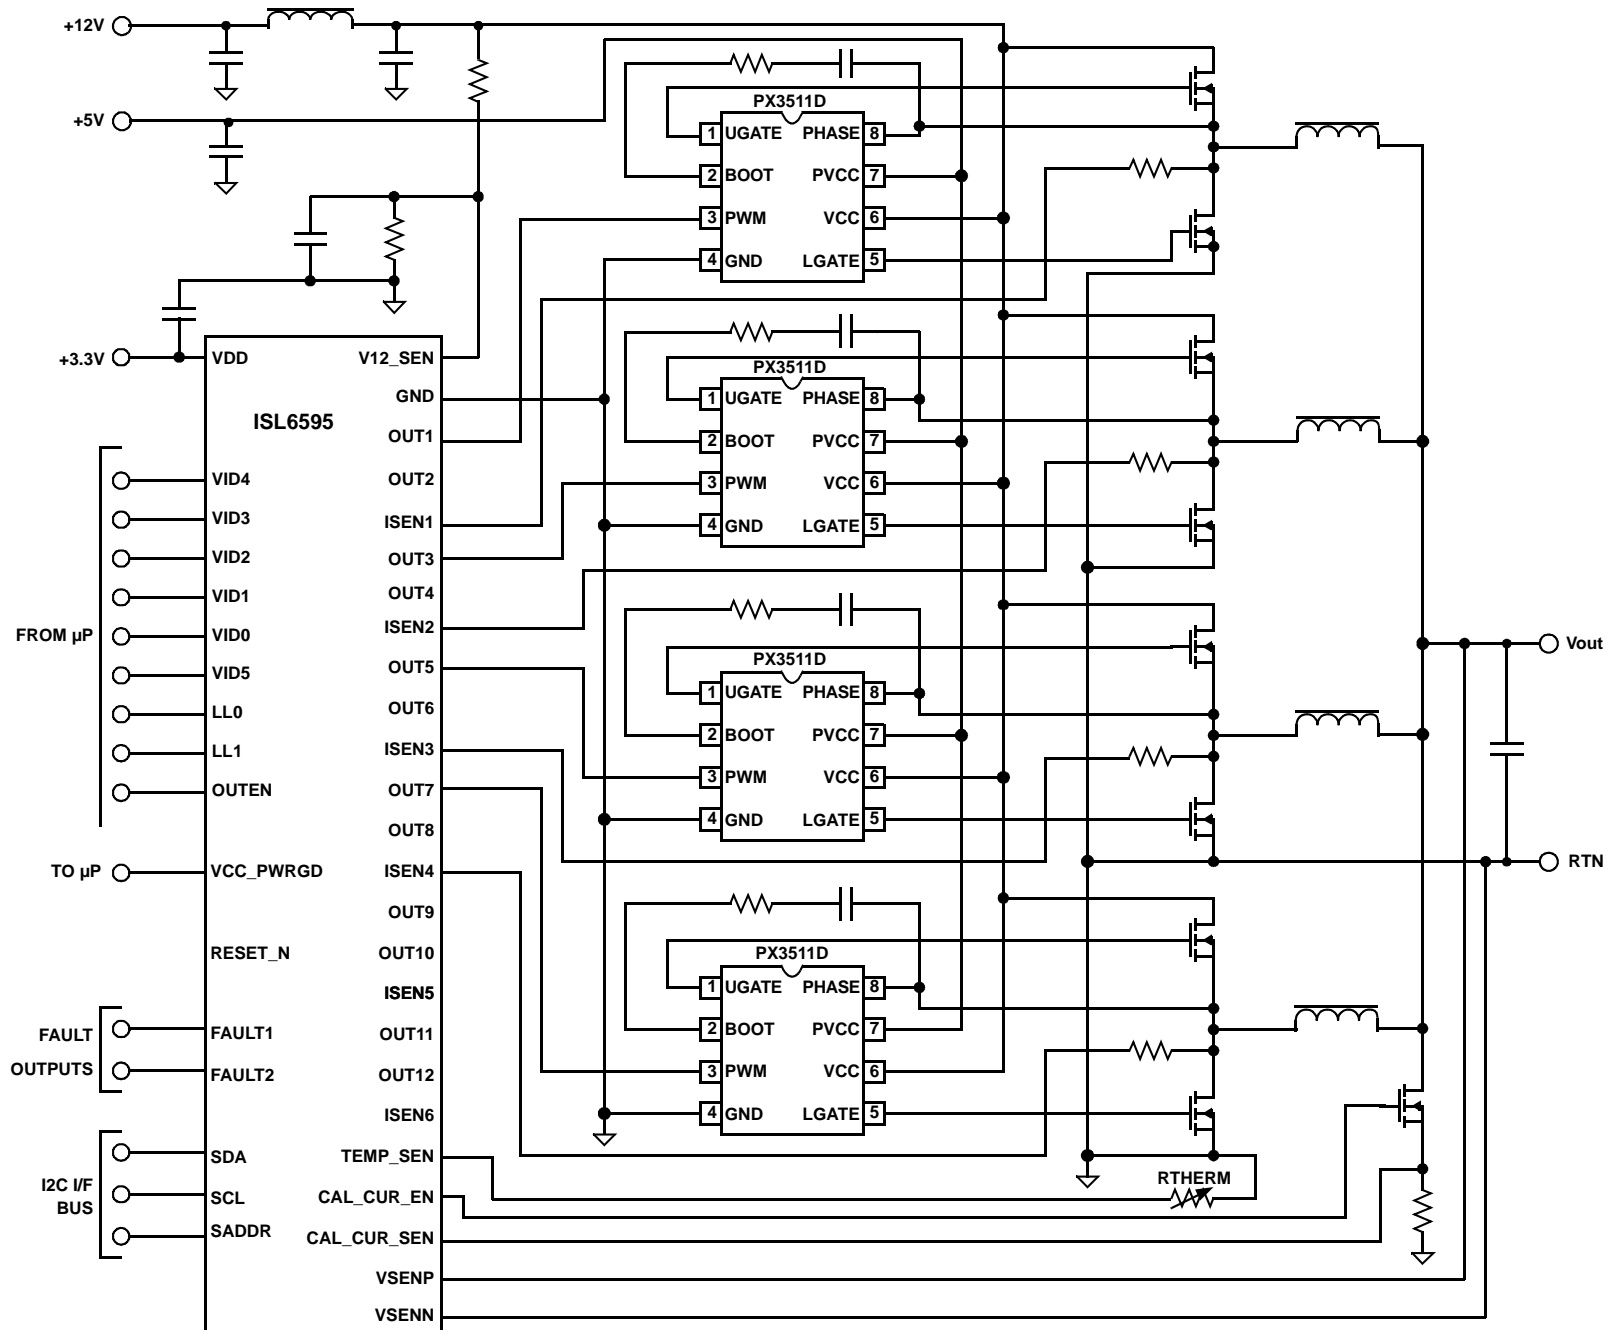 +12V
+5V
+3.3V
VDD
V12_SEN
GND
ISL6595
OUT1
FROM µP
VID4
OUT2
VID3
ISEN1
VID2
OUT3
VID1
OUT4
VID0
ISEN2
VID5
OUT5
LL0
OUT6
LL1
ISEN3
OUTEN
OUT7
OUT8
TO µP
VCC_PWRGD
ISEN4
OUT9
RESET_N
OUT10
ISEN5
FAULT
OUTPUTS
FAULT1
OUT11
FAULT2
OUT12
ISEN6
I2C I/F
BUS
SDA
TEMP_SEN
SCL
CAL_CUR_EN
SADDR
CAL_CUR_SEN
VSENP
VSENN
PX3511D
1 UGATE PHASE 8
2 BOOT PVCC 7
3 PWM VCC 6
4 GND LGATE 5
PX3511D
1 UGATE PHASE 8
2 BOOT PVCC 7
3 PWM VCC 6
4 GND LGATE 5
PX3511D
1 UGATE PHASE 8
2 BOOT PVCC 7
3 PWM VCC 6
4 GND LGATE 5
PX3511D
1 UGATE PHASE 8
2 BOOT PVCC 7
3 PWM VCC 6
4 GND LGATE 5
RTHERM
Vout
RTN